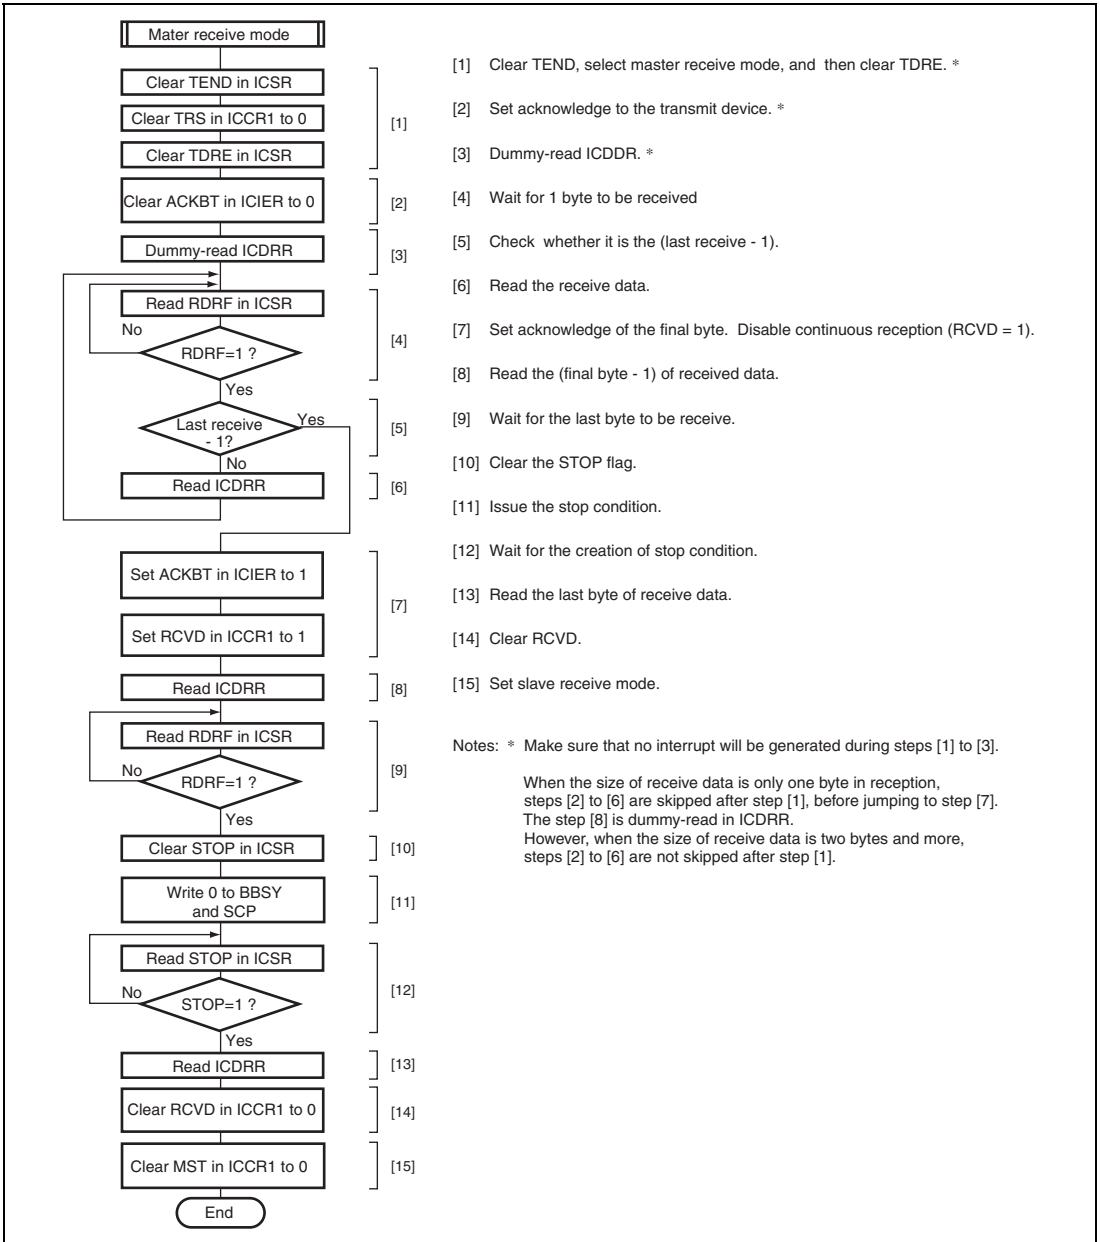 Mater receive mode
Clear TEND in ICSR
Clear TRS in ICCR1 to 0
Clear TDRE in ICSR
[1]
Clear ACKBT in ICIER to 0
[2]
Dummy-read ICDRR
[3]
Read RDRF in ICSR
No
RDRF=1 ?
[4]
Yes
Last receive
- 1?
Yes
[5]
No
Read ICDRR
[6]
Set ACKBT in ICIER to 1
[7]
Set RCVD in ICCR1 to 1
Read ICDRR
[8]
Read RDRF in ICSR
No
RDRF=1 ?
[9]
Yes
Clear STOP in ICSR
[10]
Write 0 to BBSY
and SCP
[11]
Read STOP in ICSR
No
STOP=1 ?
[12]
Yes
Read ICDRR
[13]
Clear RCVD in ICCR1 to 0
[14]
Clear MST in ICCR1 to 0
[15]
End
[1] Clear TEND, select master receive mode, and then clear TDRE. *
[2] Set acknowledge to the transmit device. *
[3] Dummy-read ICDDR. *
[4] Wait for 1 byte to be received
[5] Check whether it is the (last receive - 1).
[6] Read the receive data.
[7] Set acknowledge of the final byte. Disable continuous reception (RCVD = 1).
[8] Read the (final byte - 1) of received data.
[9] Wait for the last byte to be receive.
[10] Clear the STOP flag.
[11] Issue the stop condition.
[12] Wait for the creation of stop condition.
[13] Read the last byte of receive data.
[14] Clear RCVD.
[15] Set slave receive mode.
Notes: * Make sure that no interrupt will be generated during steps [1] to [3].
When the size of receive data is only one byte in reception,
steps [2] to [6] are skipped after step [1], before jumping to step [7].
The step [8] is dummy-read in ICDRR.
However, when the size of receive data is two bytes and more,
steps [2] to [6] are not skipped after step [1].